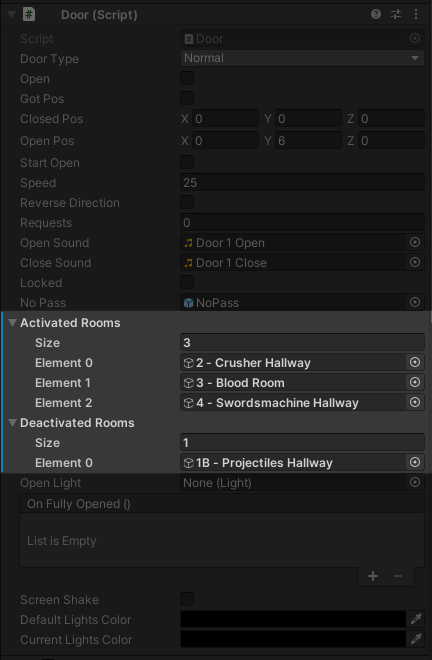 Door (Script)
Script Door
Door Type Normal
Open
Got Pos
Closed Pos X 0 Y 0 Z 0
Open Pos X 0 Y 6 Z 0
Start Open
Speed 25
Reverse Direction
Requests 0
Open Sound Door 1 Open
Close Sound Door 1 Close
Locked
No Pass NoPass
Activated Rooms
Size 3
Element 0 2 - Crusher Hallway
Element 1 3 - Blood Room
Element 2 4 - Swordsmachine Hallway
Deactivated Rooms
Size 1
Element 0 1B - Projectiles Hallway
Open Light None (Light)
On Fully Opened ()
List is Empty
+ −
Screen Shake
Default Lights Color
Current Lights Color